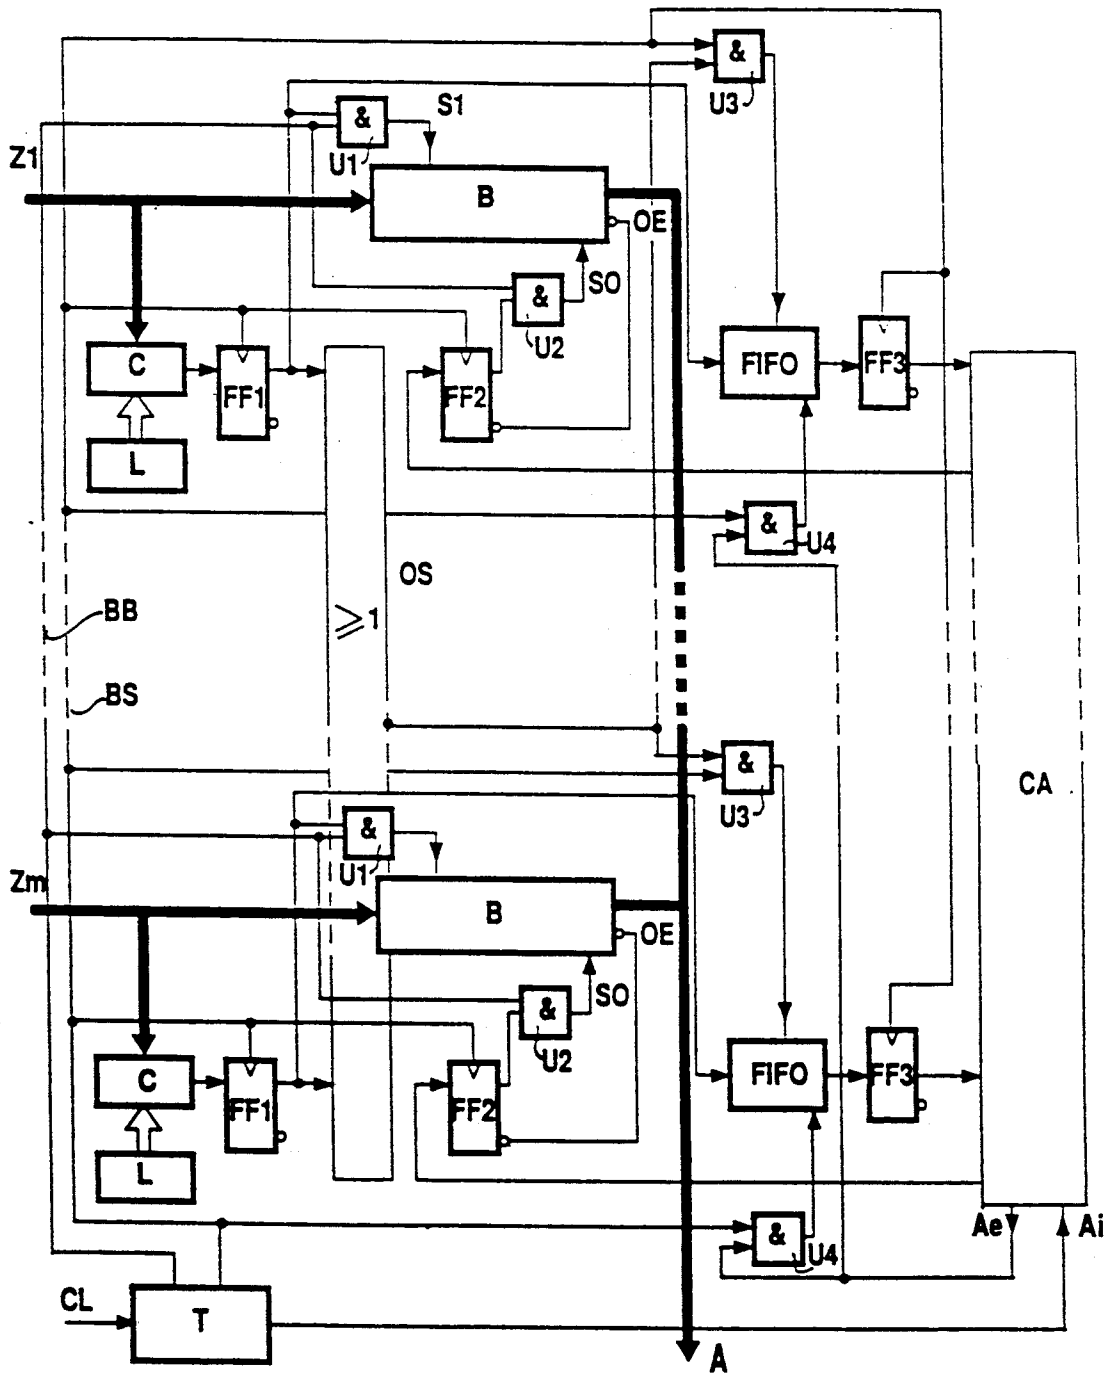 &
U3
S1
&
U1
Z1
B
OE
SO
&
U2
FIFO
FF3
C
FF1
FF2
L
&
U4
OS
≥1
BB
BS
&
U3
CA
&
U1
Zm
B
OE
SO
&
U2
FIFO
FF3
C
FF1
FF2
L
Ae
Ai
&
U4
CL
T
A